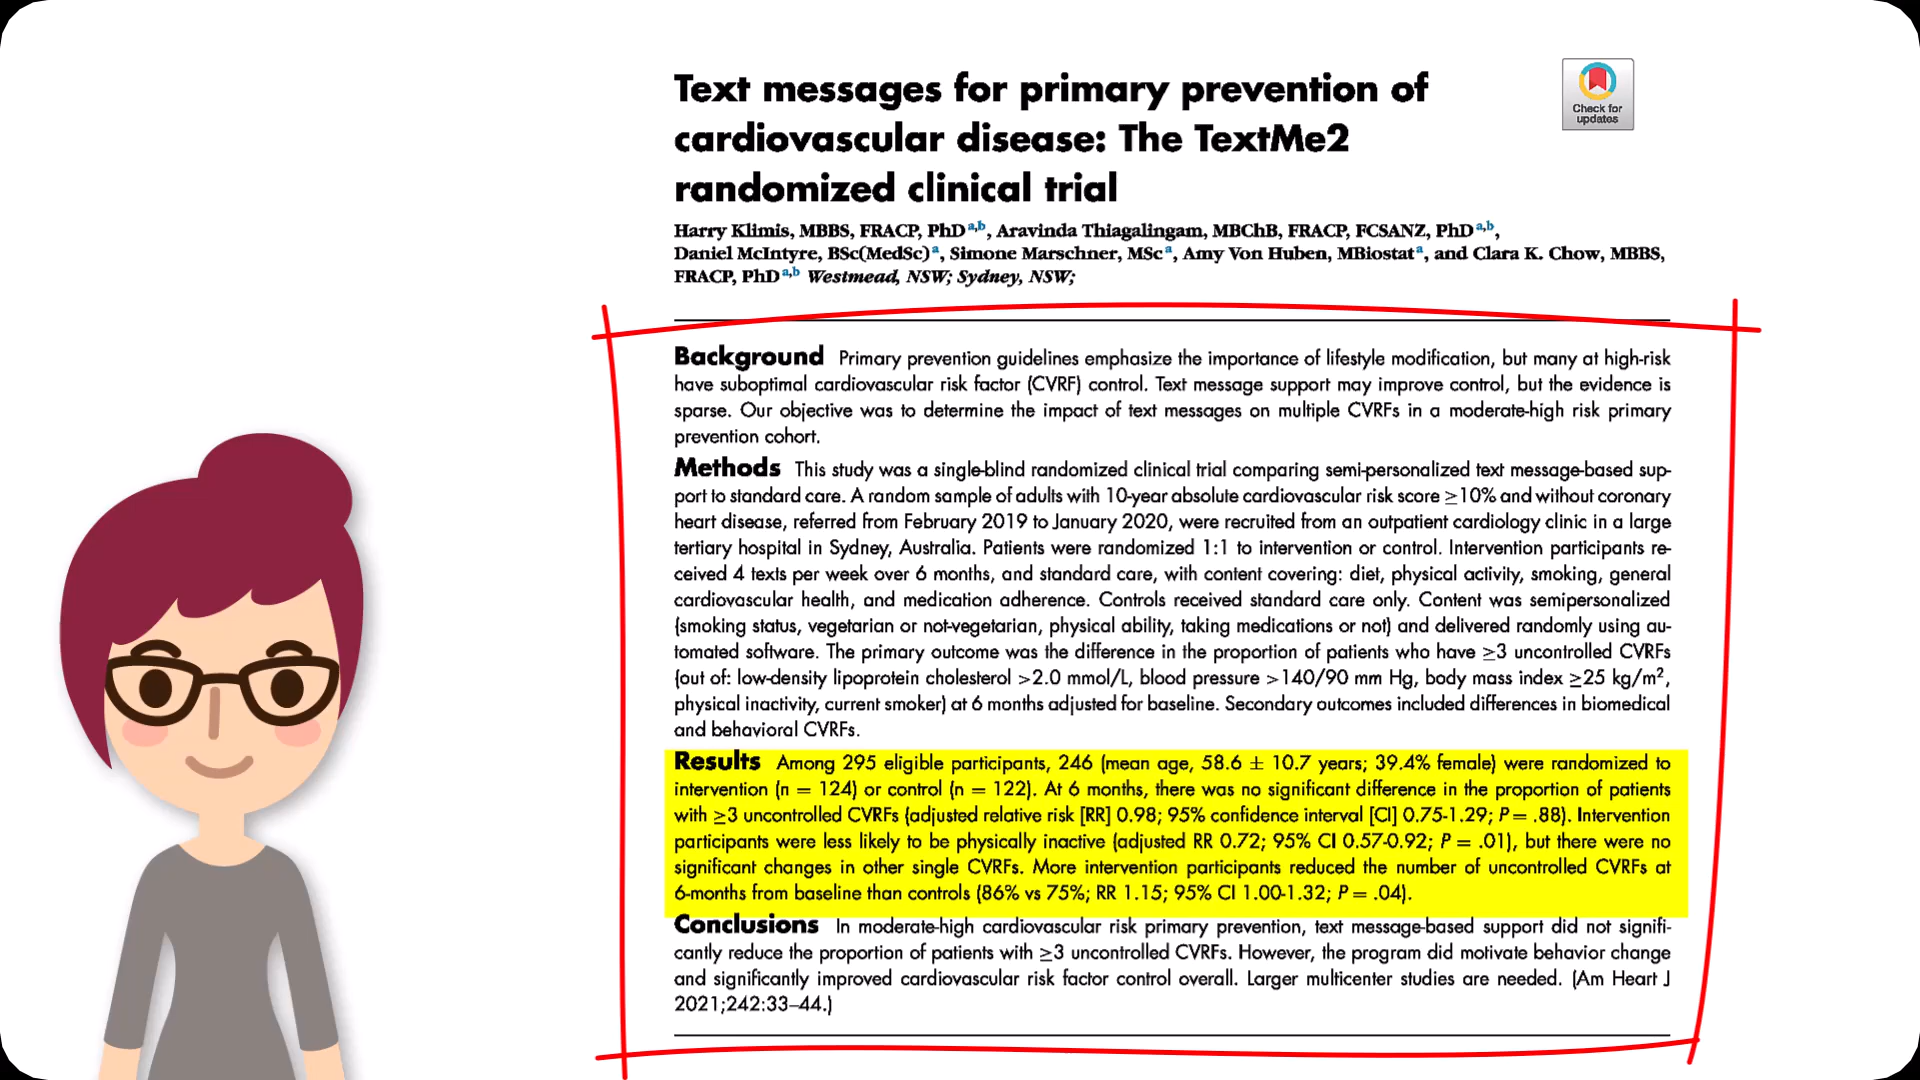 Text messages for primary prevention of
cardiovascular disease: The TextMe2
randomized clinical trial
Check for
updates
Harry Klimis, MBBS, FRACP, PhD a,b, Aravinda Thiagalingam, MBChB, FRACP, FCSANZ, PhD a,b,
Daniel McIntyre, BSc(MedSc) a, Simone Marschner, MSc a, Amy Von Huben, MBiostat a, and Clara K. Chow, MBBS,
FRACP, PhD a,b Westmead, NSW; Sydney, NSW;
Background Primary prevention guidelines emphasize the importance of lifestyle modification, but many at high-risk
have suboptimal cardiovascular risk factor (CVRF) control. Text message support may improve control, but the evidence is
sparse. Our objective was to determine the impact of text messages on multiple CVRFs in a moderate-high risk primary
prevention cohort.
Methods This study was a single-blind randomized clinical trial comparing semi-personalized text message-based sup-
port to standard care. A random sample of adults with 10-year absolute cardiovascular risk score ≥10% and without coronary
heart disease, referred from February 2019 to January 2020, were recruited from an outpatient cardiology clinic in a large
tertiary hospital in Sydney, Australia. Patients were randomized 1:1 to intervention or control. Intervention participants re-
ceived 4 texts per week over 6 months, and standard care, with content covering: diet, physical activity, smoking, general
cardiovascular health, and medication adherence. Controls received standard care only. Content was semipersonalized
(smoking status, vegetarian or not-vegetarian, physical ability, taking medications or not) and delivered randomly using au-
tomated software. The primary outcome was the difference in the proportion of patients who have ≥3 uncontrolled CVRFs
(out of: low-density lipoprotein cholesterol >2.0 mmol/L, blood pressure >140/90 mm Hg, body mass index ≥25 kg/m², 
physical inactivity, current smoker) at 6 months adjusted for baseline. Secondary outcomes included differences in biomedical
and behavioral CVRFs.
Results Among 295 eligible participants, 246 (mean age, 58.6 ± 10.7 years; 39.4% female) were randomized to
intervention (n = 124) or control (n = 122). At 6 months, there was no significant difference in the proportion of patients
with ≥3 uncontrolled CVRFs (adjusted relative risk [RR] 0.98; 95% confidence interval [CI] 0.75-1.29; P = .88). Intervention
participants were less likely to be physically inactive (adjusted RR 0.72; 95% CI 0.57-0.92; P = .01), but there were no
significant changes in other single CVRFs. More intervention participants reduced the number of uncontrolled CVRFs at
6-months from baseline than controls (86% vs 75%; RR 1.15; 95% CI 1.00-1.32; P = .04).
Conclusions In moderate-high cardiovascular risk primary prevention, text message-based support did not signifi-
cantly reduce the proportion of patients with ≥3 uncontrolled CVRFs. However, the program did motivate behavior change
and significantly improved cardiovascular risk factor control overall. Larger multicenter studies are needed. (Am Heart J
2021;242:33–44.)